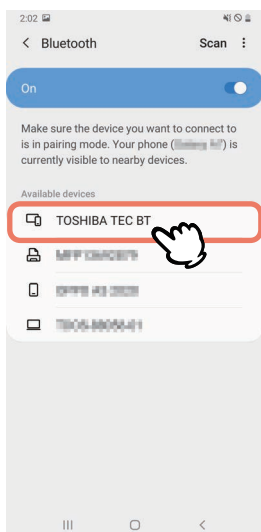 2:02
Bluetooth
Scan
On
Make sure the device you want to connect to
is in pairing mode. Your phone ( ) is
currently visible to nearby devices.
Available devices
TOSHIBA TEC BT